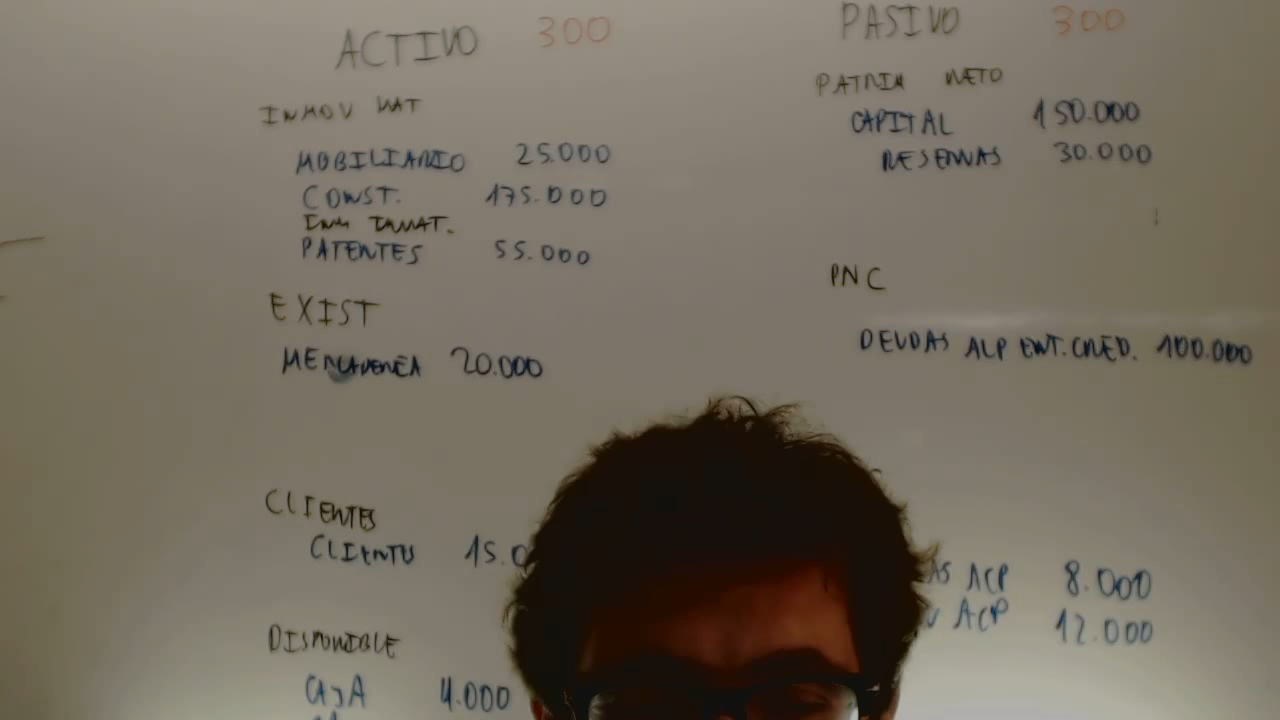 ACTIVO 300
INMOV MAT
MOBILIARIO 25.000
CONST. 175.000
INM INMAT.
PATENTES 55.000
EXIST
20.000
CLIENTES
CLIENTES
DISPONIBLE
CAJA 4.000
PASIVO 300
PATRIM NETO
CAPITAL 150.000
RESERVAS 30.000
PNC
DEUDAS ALP ENT.CRED. 100.000
ACP 8.000
ACP 12.000